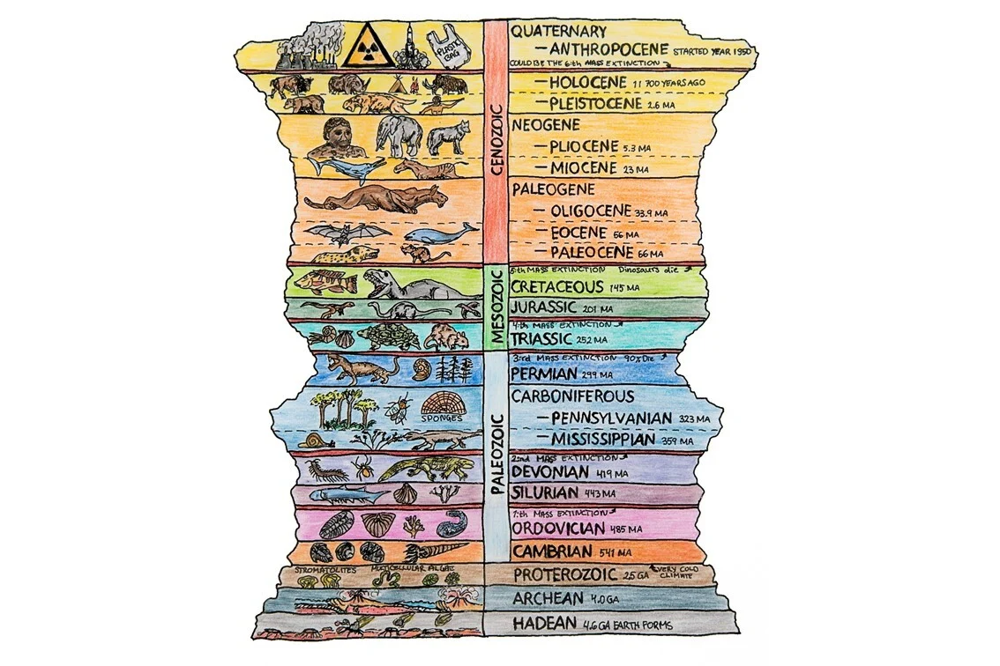 QUATERNARY
PLASTIC
BAG
— ANTHROPOCENE STARTED YEAR 1950
COULD BE THE 6th MASS EXTINCTION
— HOLOCENE 11 700 YEARS AGO
— PLEISTOCENE 2.6 MA
CENOZOIC
NEOGENE
— PLIOCENE 5.3 MA
— MIOCENE 23 MA
PALEOGENE
— OLIGOCENE 33.9 MA
— EOCENE 56 MA
— PALEOCENE 66 MA
MESOZOIC
5th MASS EXTINCTION Dinosaurs die
CRETACEOUS 145 MA
JURASSIC 201 MA
4th MASS EXTINCTION
TRIASSIC 252 MA
PALEOZOIC
3rd MASS EXTINCTION 90% Die
PERMIAN 299 MA
CARBONIFEROUS
SPONGES
— PENNSYLVANIAN 323 MA
— MISSISSIPPIAN 359 MA
2nd MASS EXTINCTION
DEVONIAN 419 MA
SILURIAN 443 MA
1th MASS EXTINCTION
ORDOVICIAN 485 MA
CAMBRIAN 541 MA
STROMATOLITES MULTICELLULAR ALGAE
PROTEROZOIC 2.5 GA VERY COLD
CLIMATE
ARCHEAN 4.0 GA
HADEAN 4.6 GA EARTH FORMS